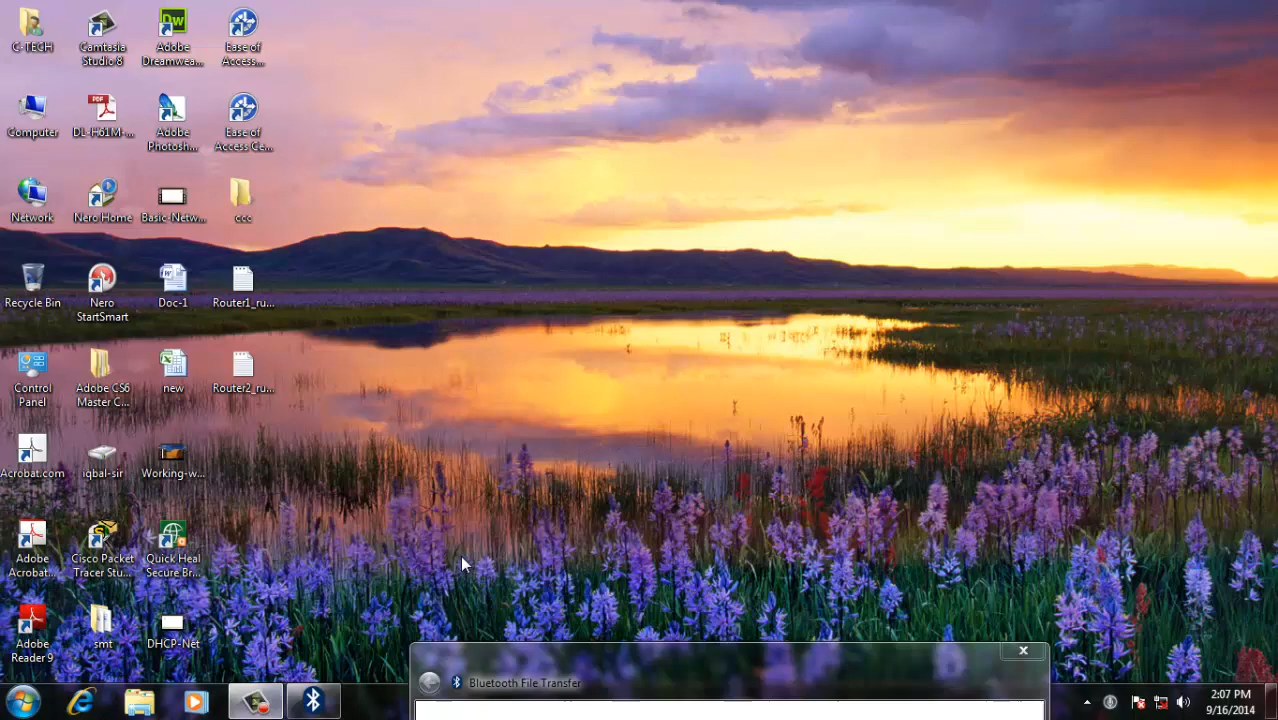 C-TECH
Camtasia
Studio 8
Dw
Adobe
Dreamwea...
Ease of
Access...
Computer
PDF
DL-H61M-...
Adobe
Photosh...
Ease of
Access Ce...
Network
Nero Home
Basic-Netw...
ccc
Recycle Bin
Nero
StartSmart
Doc-1
Router1_ru...
Control
Panel
Adobe CS6
Master C...
new
Router2_ru...
Acrobat.com
iqbal-sir
Working-w...
Adobe
Acrobat...
Cisco Packet
Tracer Stu...
Quick Heal
Secure Br...
Adobe
Reader 9
smt
DHCP-Net
Bluetooth File Transfer
2:07 PM
9/16/2014